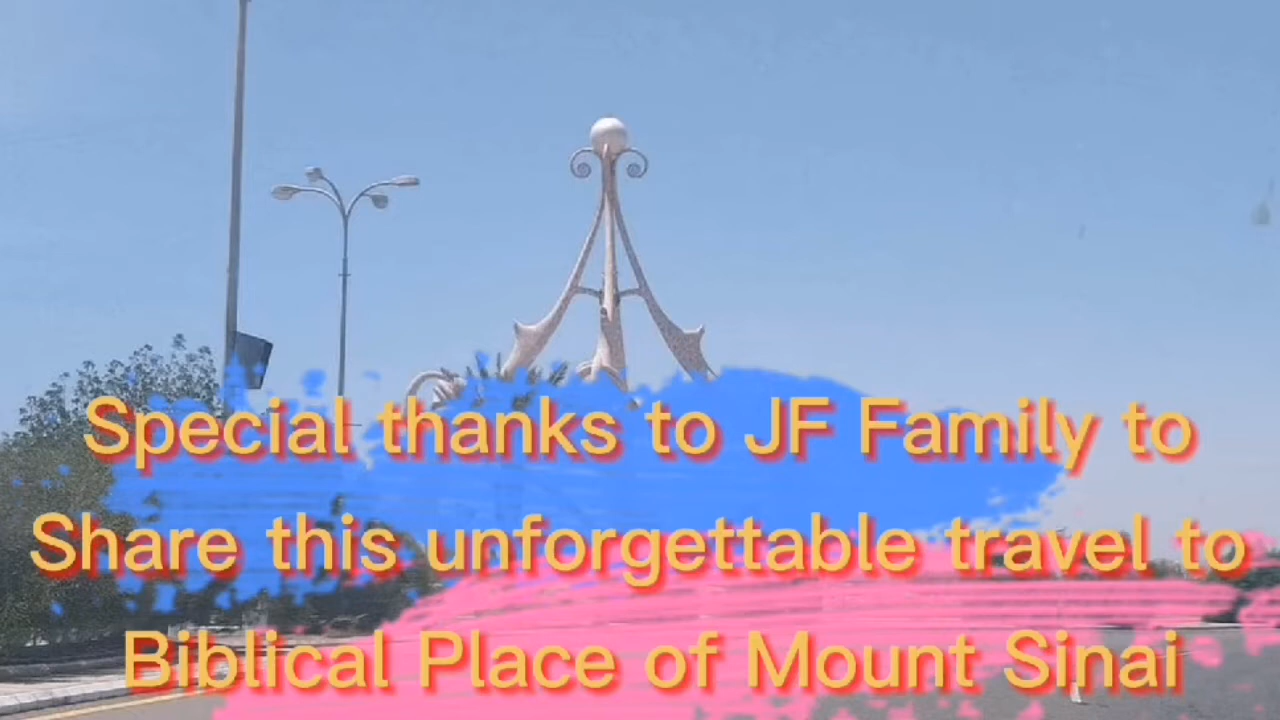 Special thanks to JF Family to
Share this unforgettable travel to
Biblical Place of Mount Sinai